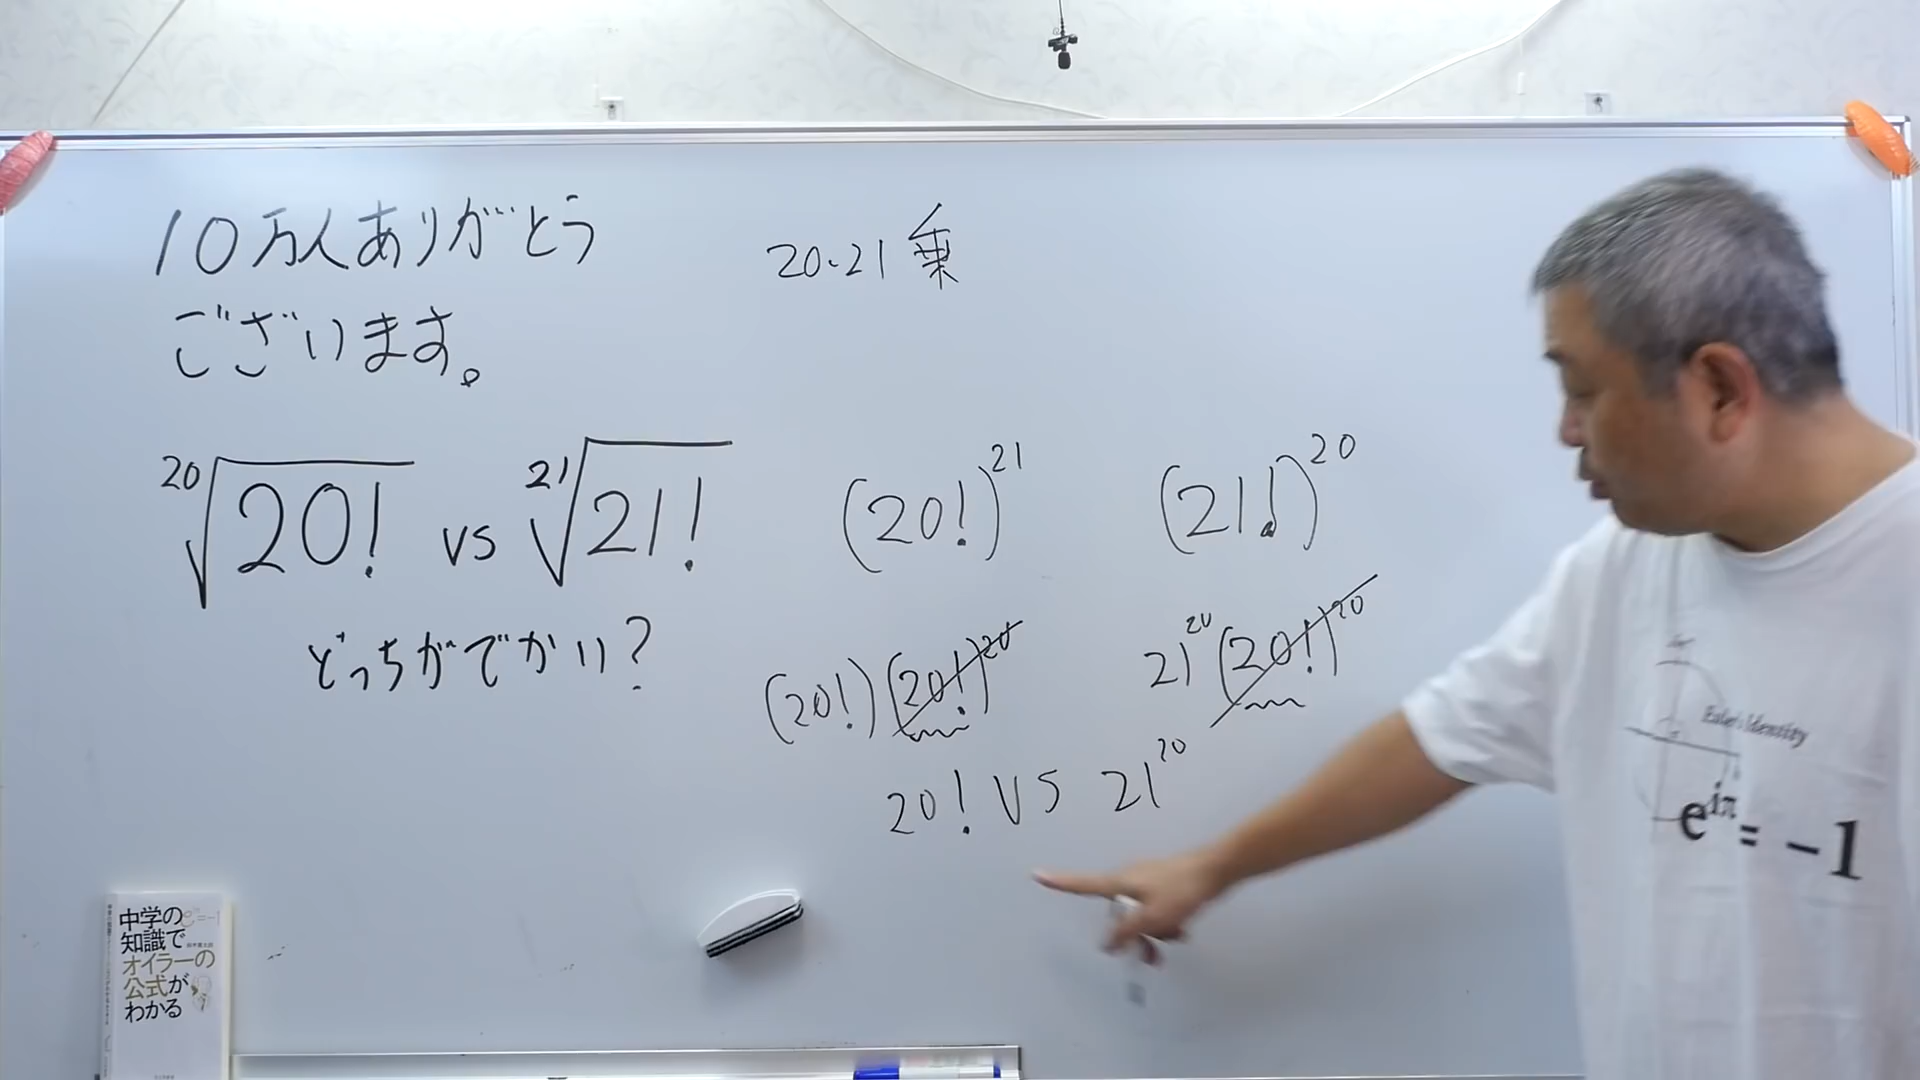 10万人ありがとう
ございます。
20・21乗
²⁰√20! vs ²¹√21!
どっちがでかい?
(20!)²¹ (21!)²⁰
(20!)(20!)²⁰ 21²⁰(20!)²⁰
20! VS 21²⁰
Euler's Identity
e^iπ = -1
中学の
知識で
オイラーの
公式が
わかる